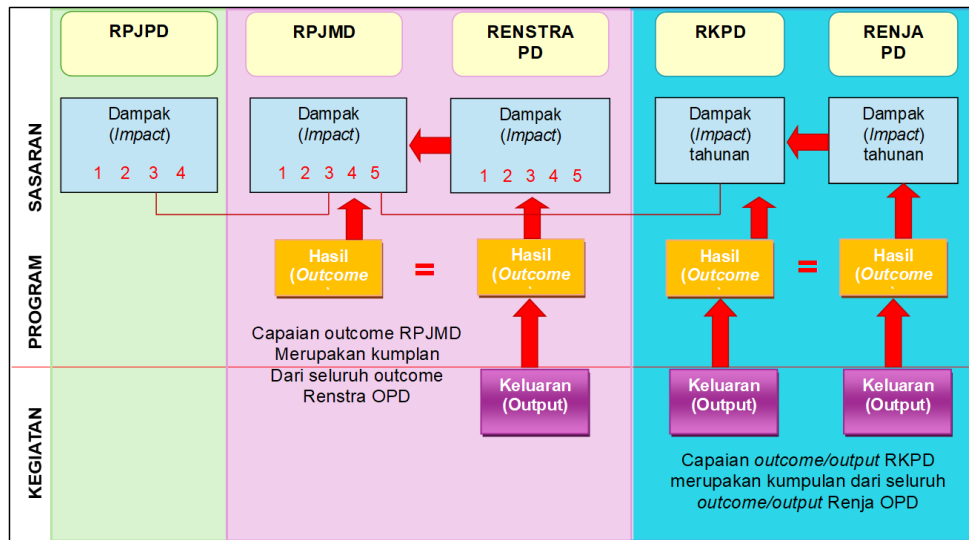 RPJPD
RPJMD
RENSTRA
PD
RKPD
RENJA
PD
SASARAN
Dampak
(Impact)
1 2 3 4
Dampak
(Impact)
1 2 3 4 5
Dampak
(Impact)
1 2 3 4 5
Dampak
(Impact)
tahunan
Dampak
(Impact)
tahunan
PROGRAM
Hasil
(Outcome
=
Hasil
(Outcome
Hasil
(Outcome
=
Hasil
(Outcome
Capaian outcome RPJMD
Merupakan kumplan
Dari seluruh outcome
Renstra OPD
KEGIATAN
Keluaran
(Output)
Keluaran
(Output)
Keluaran
(Output)
Capaian outcome/output RKPD
merupakan kumpulan dari seluruh
outcome/output Renja OPD